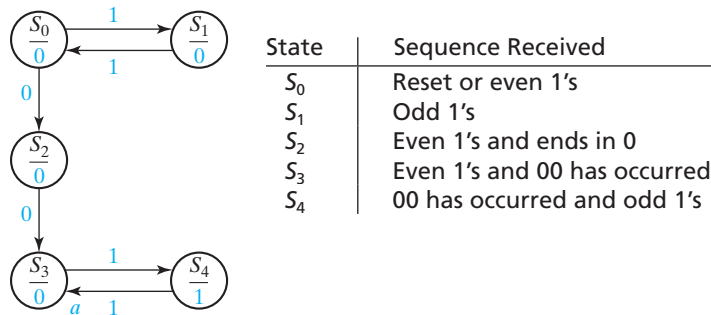 1
S₀
0
S₁
0
1
0
S₂
0
0
S₃
0
1
S₄
1
a
1
State Sequence Received
S₀ Reset or even 1's
S₁ Odd 1's
S₂ Even 1's and ends in 0
S₃ Even 1's and 00 has occurred
S₄ 00 has occurred and odd 1's